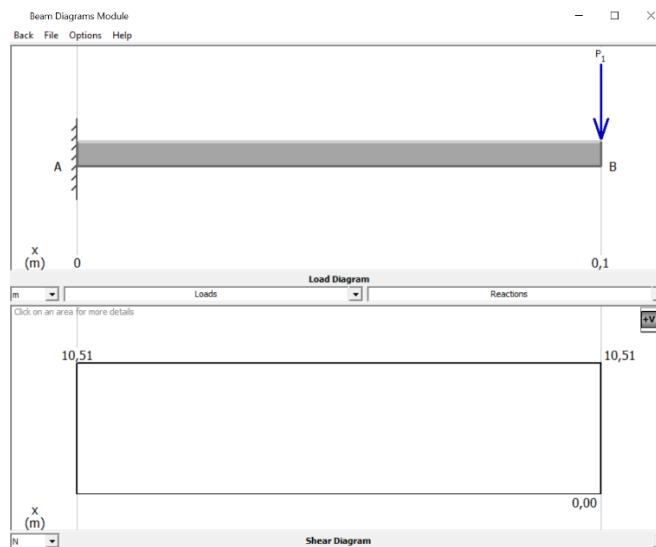 Beam Diagrams Module
Back File Options Help
P1
A
B
x
(m) 0 0,1
Load Diagram
m Loads Reactions
Click on an area for more details
+V
10,51 10,51
0,00
x
(m)
N Shear Diagram